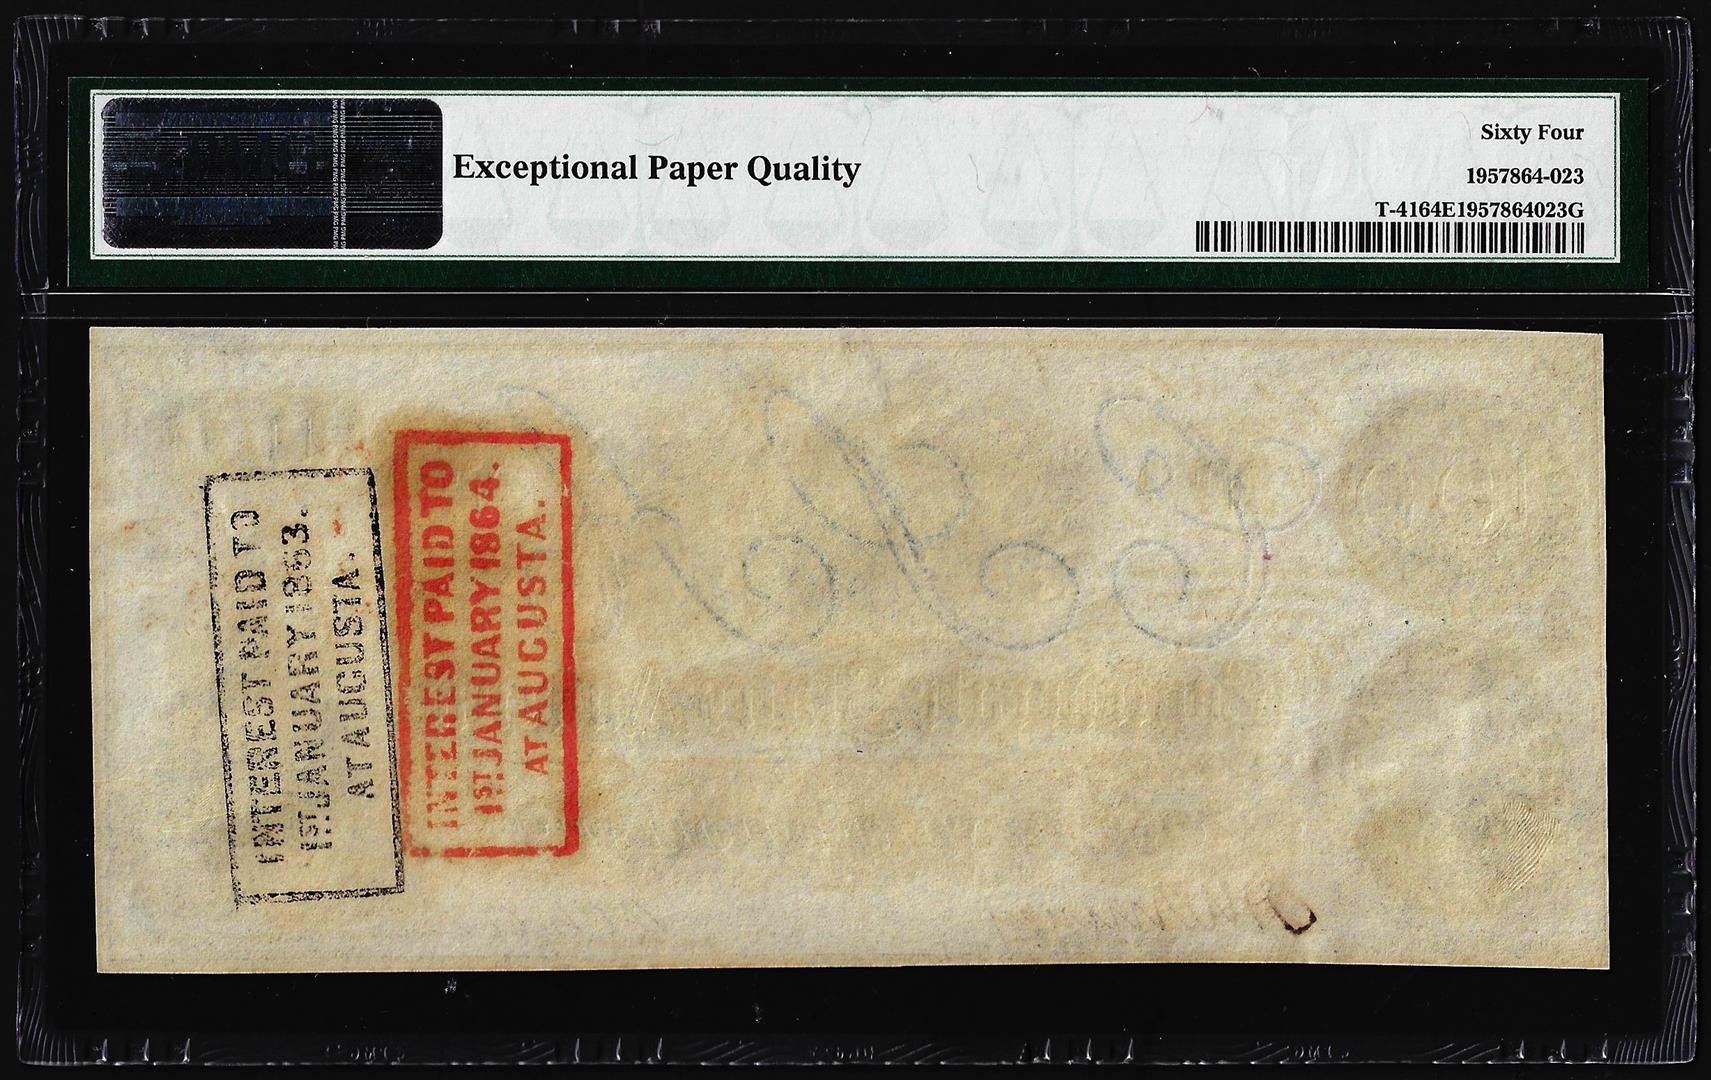 Exceptional Paper Quality
Sixty Four
1957864-023
T-4164E1957864023G
INTEREST PAID TO
1ST. JANUARY 1863.
AT AUGUSTA.
INTEREST PAID TO
1ST. JANUARY 1864.
AT AUGUSTA.